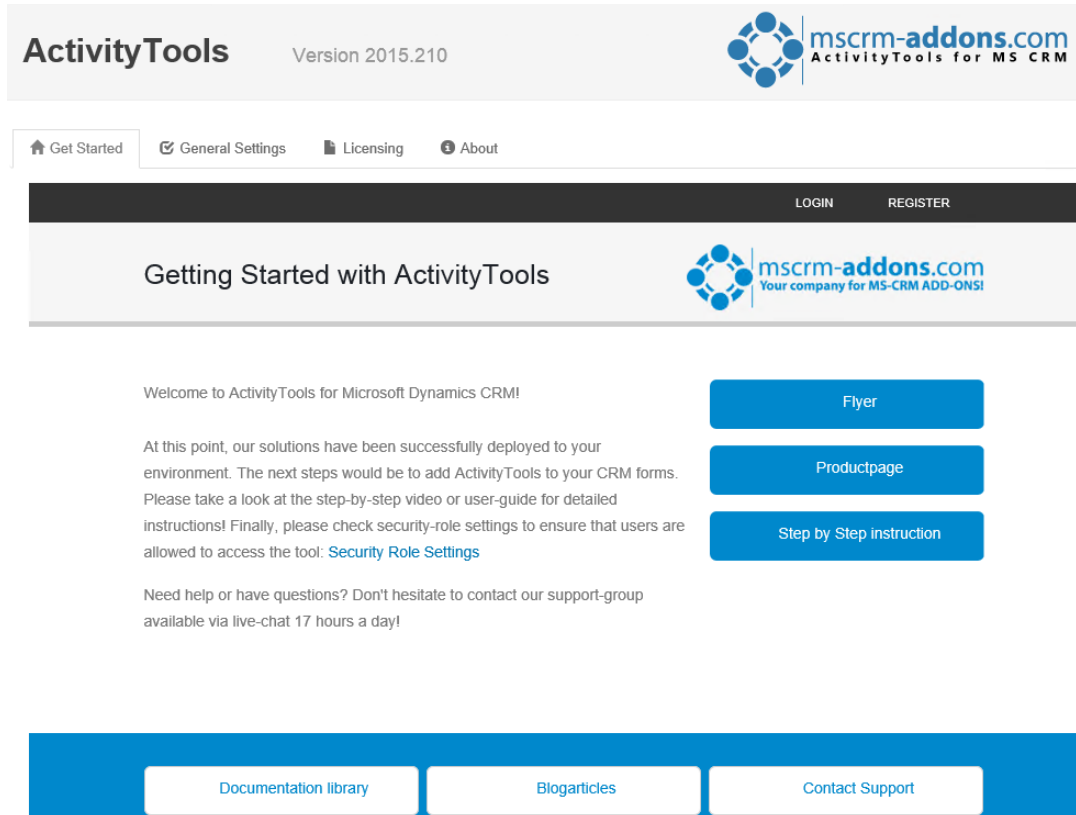 ActivityTools Version 2015.210
mscrm-addons.com
ActivityTools for MS CRM
Get Started General Settings Licensing About
LOGIN REGISTER
Getting Started with ActivityTools
mscrm-addons.com
Your company for MS-CRM ADD-ONS!
Welcome to ActivityTools for Microsoft Dynamics CRM!
At this point, our solutions have been successfully deployed to your
environment. The next steps would be to add ActivityTools to your CRM forms.
Please take a look at the step-by-step video or user-guide for detailed
instructions! Finally, please check security-role settings to ensure that users are
allowed to access the tool: Security Role Settings
Need help or have questions? Don't hesitate to contact our support-group
available via live-chat 17 hours a day!
Flyer
Productpage
Step by Step instruction
Documentation library Blogarticles Contact Support